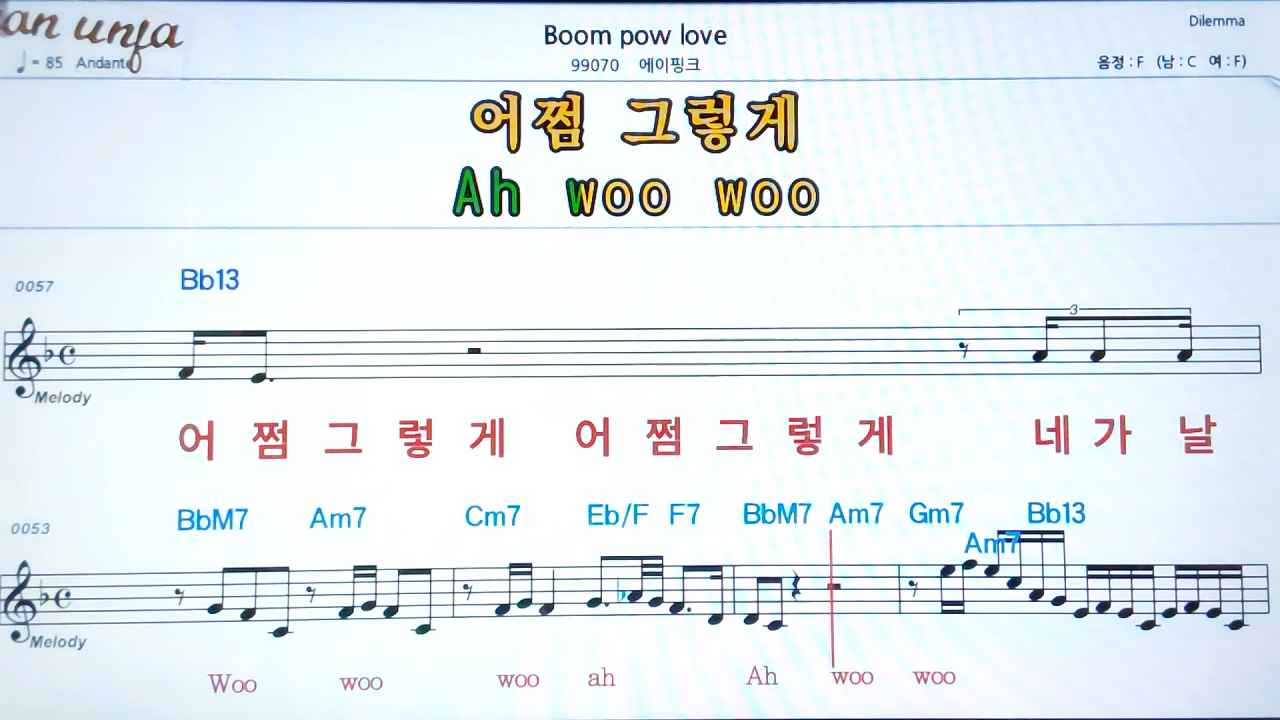 an unfa
Boom pow love
Dilemma
♩= 85 Andante
99070 에이핑크
음정 : F (남 : C 여 : F)
어쩜 그렇게
Ah woo woo
0057 Bb13
3
Melody
어 쩜 그 렇 게 어 쩜 그 렇 게 네 가 날
0053 BbM7 Am7 Cm7 Eb/F F7 BbM7 Am7 Gm7 Am7 Bb13
Melody
Woo woo woo ah Ah woo woo